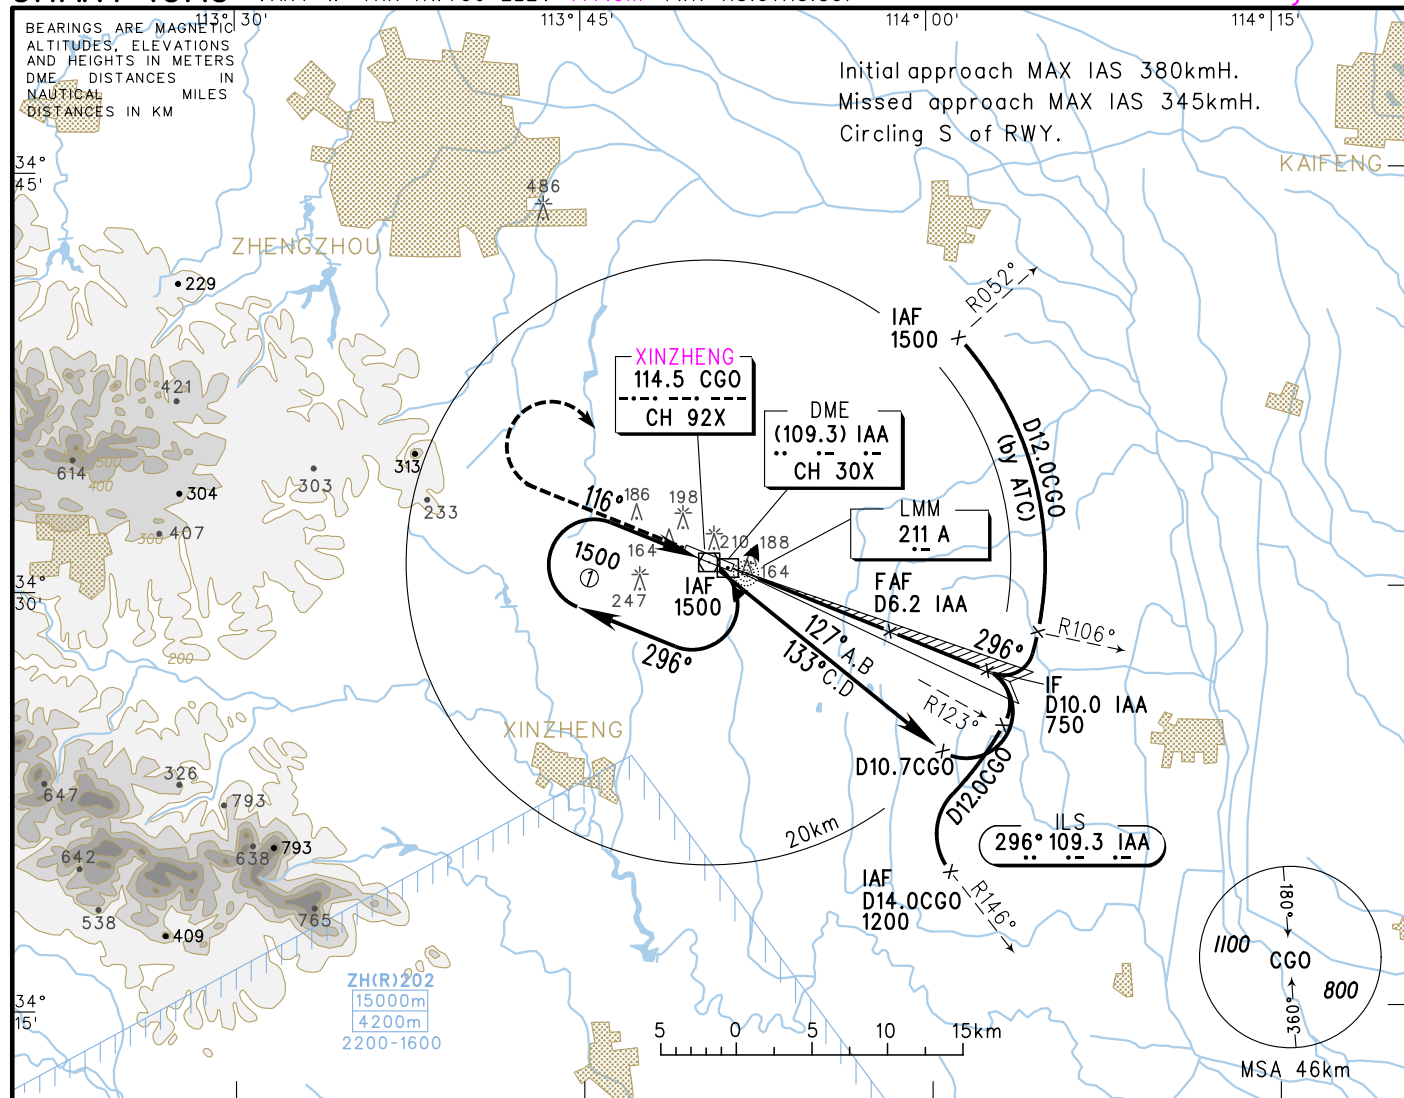 113° 30'
113° 45'
114° 00'
114° 15'
BEARINGS ARE MAGNETIC
ALTITUDES, ELEVATIONS
AND HEIGHTS IN METERS
DME DISTANCES IN
NAUTICAL MILES
DISTANCES IN KM
Initial approach MAX IAS 380kmH.
Missed approach MAX IAS 345kmH.
Circling S of RWY.
34°
45'
KAIFENG
486
ZHENGZHOU
229
R052°
IAF
1500
XINZHENG
114.5 CGO
CH 92X
DME
(109.3) IAA
CH 30X
D12.0CGO
(by ATC)
421
614
500
400
304
303
313
233
407
300
116°
186
198
LMM
211 A
164
210
188
164
1500
1
247
IAF
1500
FAF
D6.2 IAA
34°
30'
R106°
296°
127° A.B
133° C.D
296°
200
IF
D10.0 IAA
750
R123°
XINZHENG
D10.7CGO
D12.0CGO
326
647
793
20km
ILS
296° 109.3 IAA
638
793
642
IAF
D14.0CGO
1200
R146°
538
765
409
180°
1100
CGO
800
360°
MSA 46km
ZH(R)202
15000m
4200m
2200-1600
34°
15'
5 0 5 10 15km